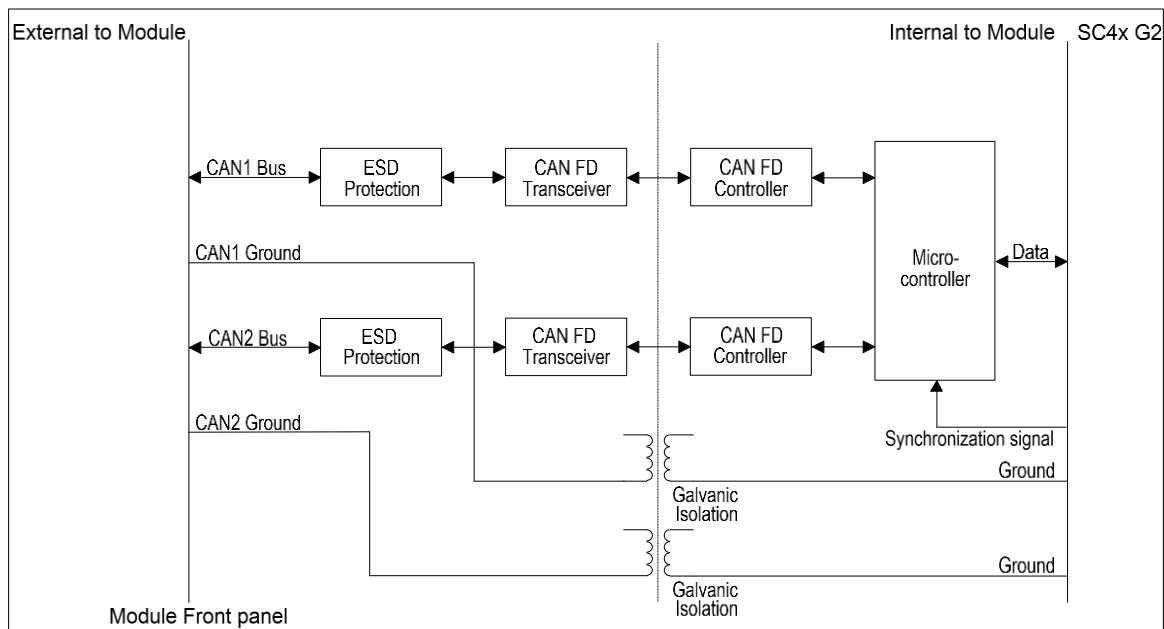 External to Module
Internal to Module
SC4x G2
CAN1 Bus
ESD
Protection
CAN FD
Transceiver
CAN FD
Controller
CAN1 Ground
Micro-
controller
Data
CAN2 Bus
ESD
Protection
CAN FD
Transceiver
CAN FD
Controller
CAN2 Ground
Synchronization signal
Ground
Galvanic
Isolation
Ground
Galvanic
Isolation
Module Front panel